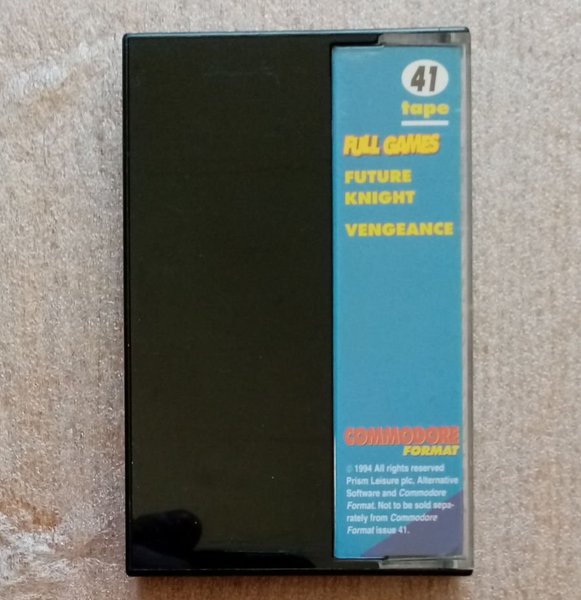 41
tape
FULL GAMES
FUTURE
KNIGHT
VENGEANCE
COMMODORE
FORMAT
© 1994 All rights reserved
Prism Leisure plc, Alternative
Software and Commodore
Format. Not to be sold sepa-
rately from Commodore
Format issue 41.